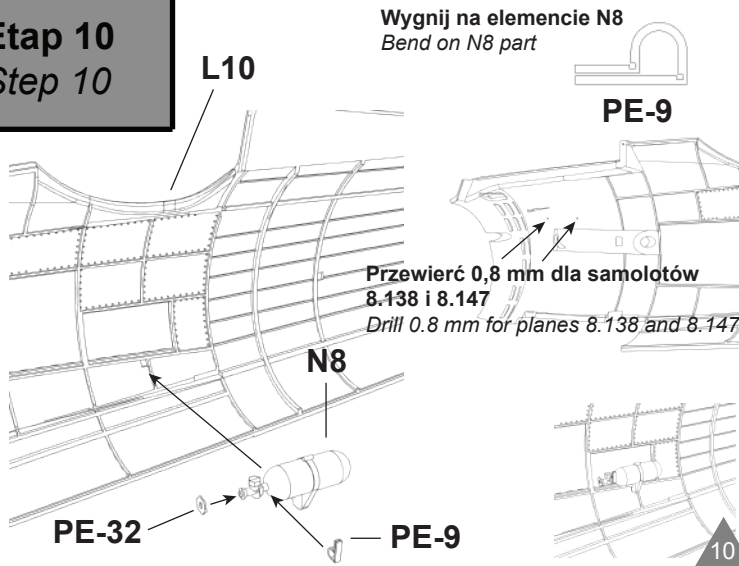 Etap 10
Step 10
L10
Wygnij na elemencie N8
Bend on N8 part
PE-9
Przewierć 0,8 mm dla samolotów
8.138 i 8.147
Drill 0.8 mm for planes 8.138 and 8.147
N8
PE-32
PE-9
10